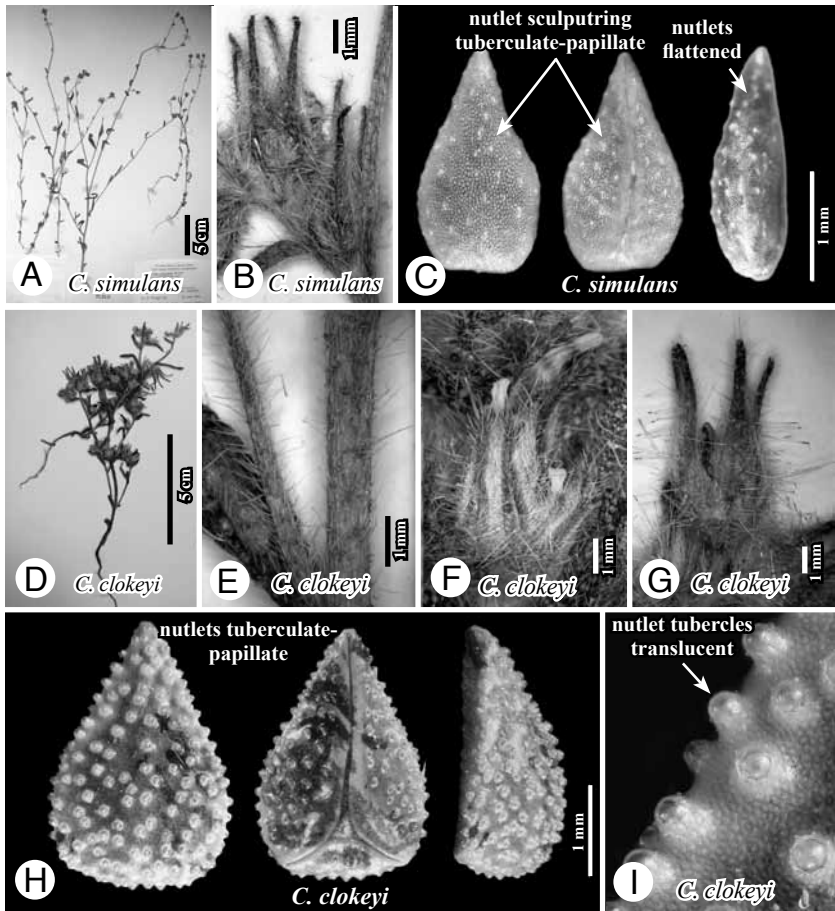 A
C. simulans
5cm
B
C. simulans
1mm
nutlet sculputring
tuberculate-papillate
nutlets
flattened
C
C. simulans
1 mm
D
C. clokeyi
5cm
E
C. clokeyi
1mm
F
C. clokeyi
1 mm
G
C. clokeyi
1 mm
nutlets tuberculate-
papillate
H
C. clokeyi
1 mm
nutlet tubercles
translucent
I
C. clokeyi